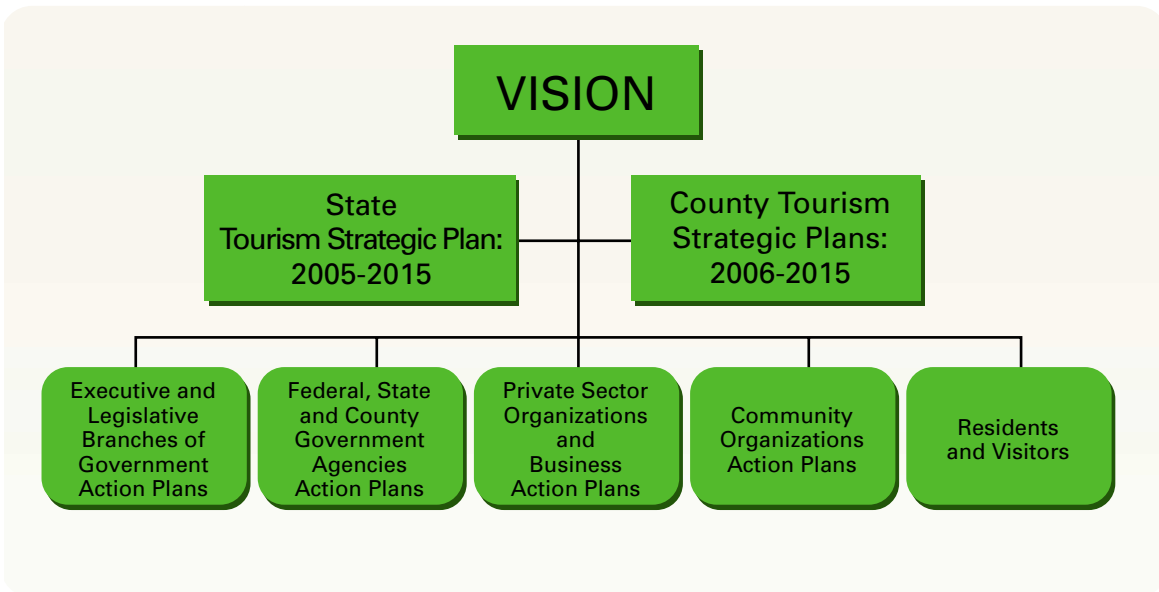 VISION
State
Tourism Strategic Plan:
2005-2015
County Tourism
Strategic Plans:
2006-2015
Executive and
Legislative
Branches of
Government
Action Plans
Federal, State
and County
Government
Agencies
Action Plans
Private Sector
Organizations
and
Business
Action Plans
Community
Organizations
Action Plans
Residents
and Visitors